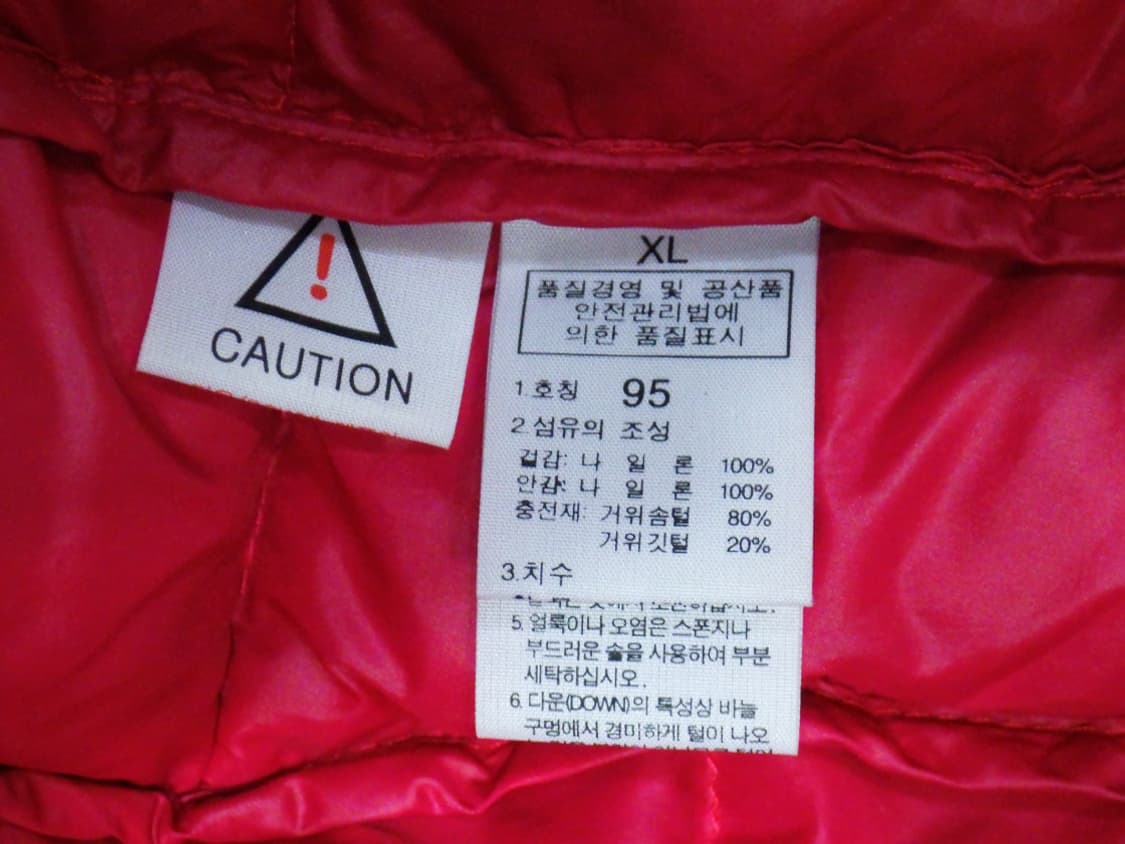 CAUTION
XL
품질경영 및 공산품
안전관리법에
의한 품질표시
1.호칭 95
2.섬유의 조성
겉감: 나 일 론 100%
안감: 나 일 론 100%
충전재: 거위솜털 80%
거위깃털 20%
3.치수
5. 얼룩이나 오염은 스폰지나
부드러운 솔을 사용하여 부분
세탁하십시오.
6. 다운(DOWN)의 특성상 바늘
구멍에서 경미하게 털이 나오